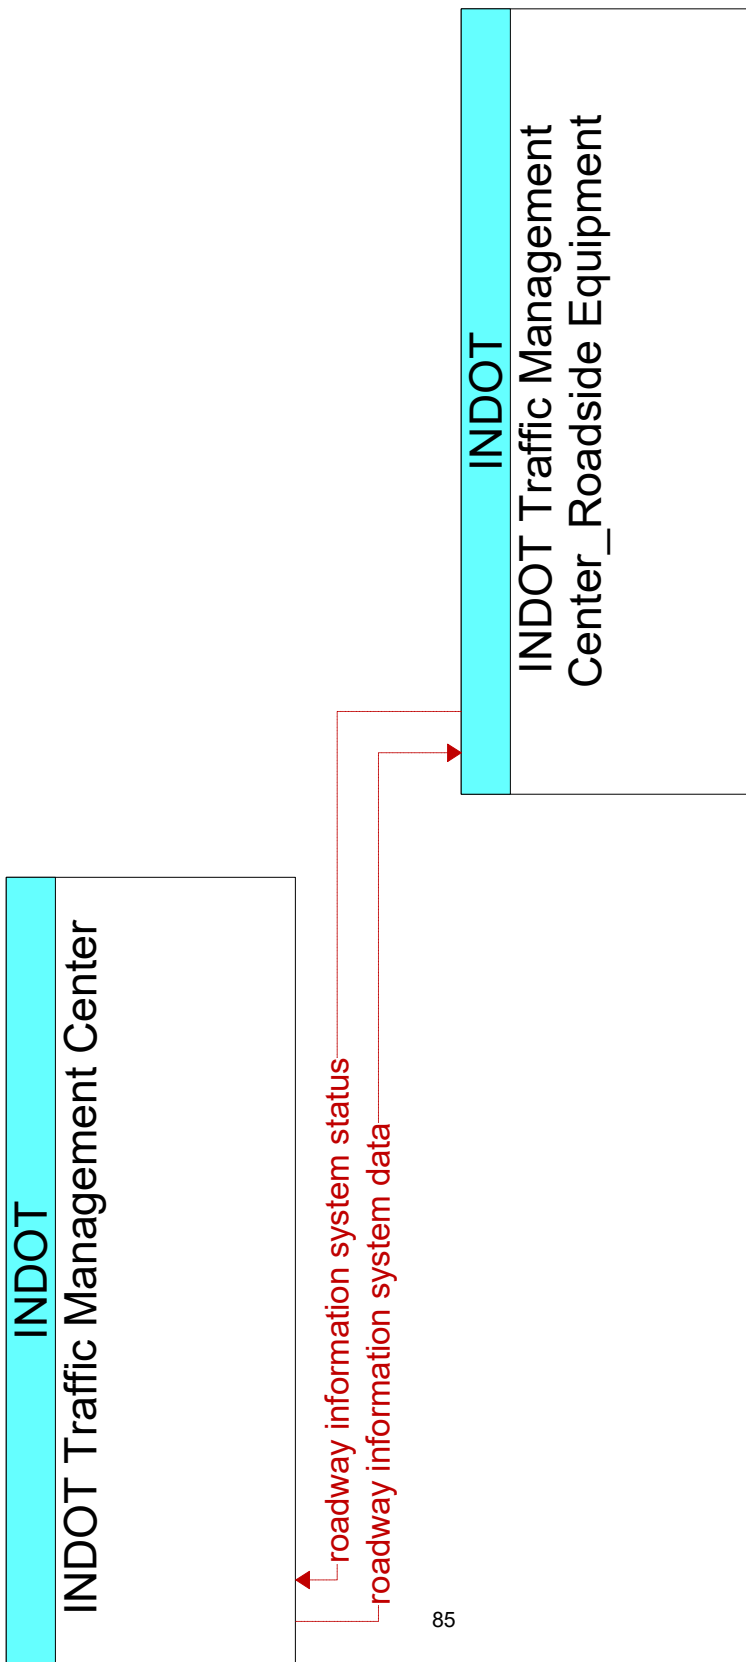 INDOT
INDOT Traffic Management Center
roadway information system status
roadway information system data
INDOT
INDOT Traffic Management
Center_Roadside Equipment
85